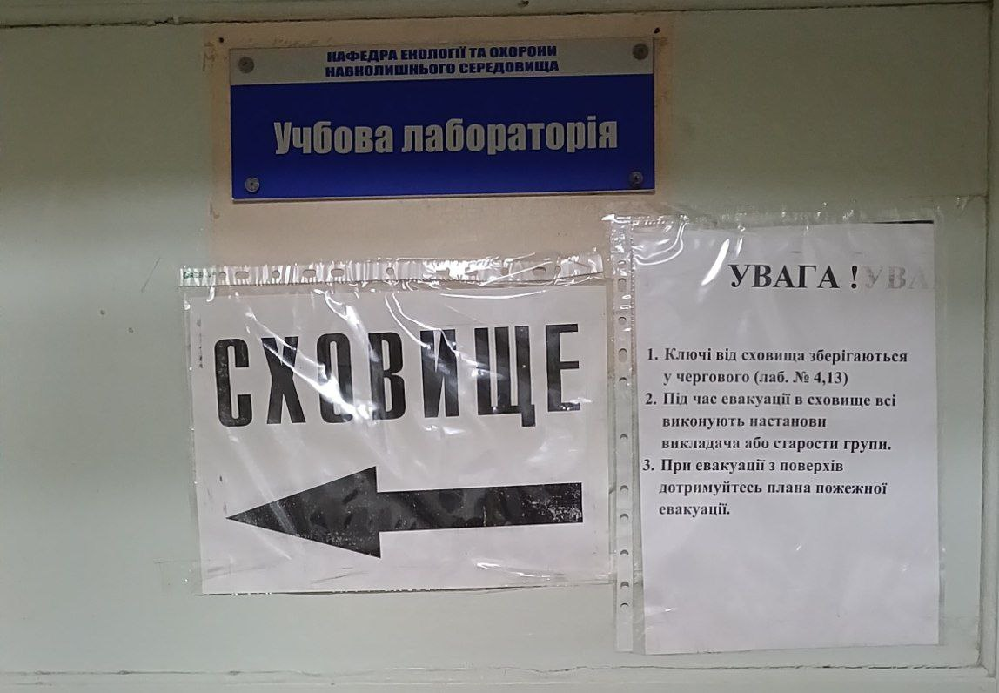 КАФЕДРА ЕКОЛОГІЇ ТА ОХОРОНИ
НАВКОЛИШНЬОГО СЕРЕДОВИЩА
Учбова лабораторія
СХОВИЩЕ
УВАГА ! УВА
1. Ключі від сховища зберігаються
у чергового (лаб. № 4,13)
2. Під час евакуації в сховище всі
виконують настанови
викладача або старости групи.
3. При евакуації з поверхів
дотримуйтесь плана пожежної
евакуації.